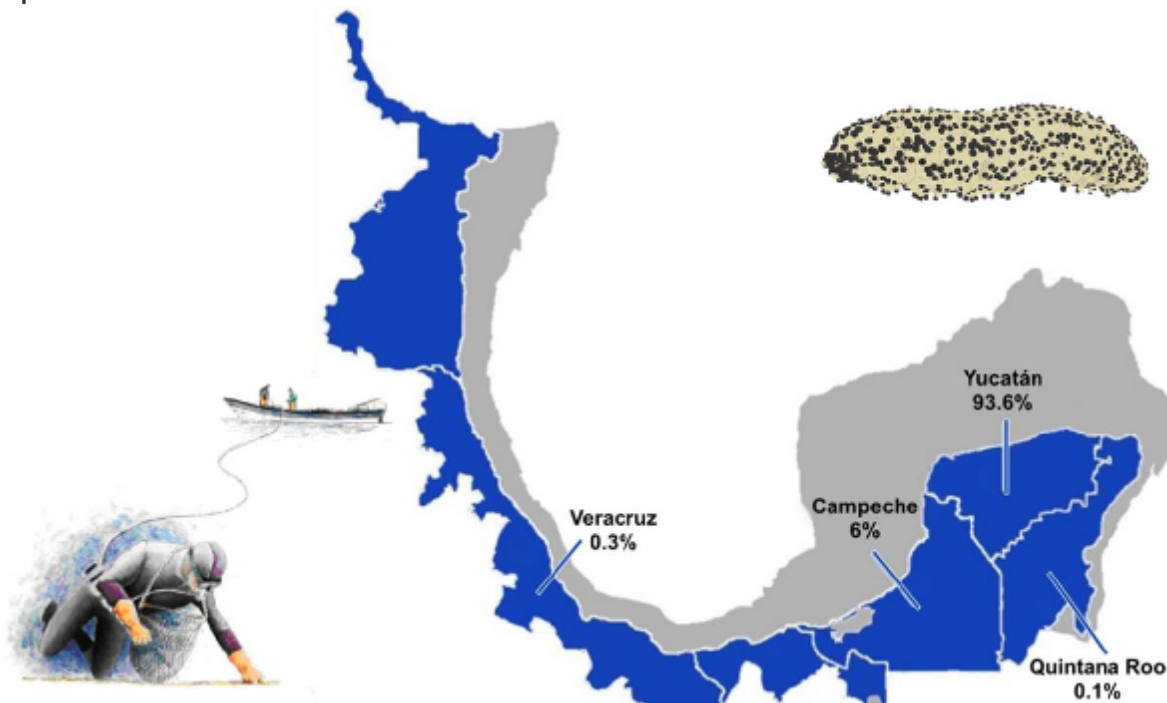 Yucatán
93.6%
Campeche
6%
Veracruz
0.3%
Quintana Roo
0.1%